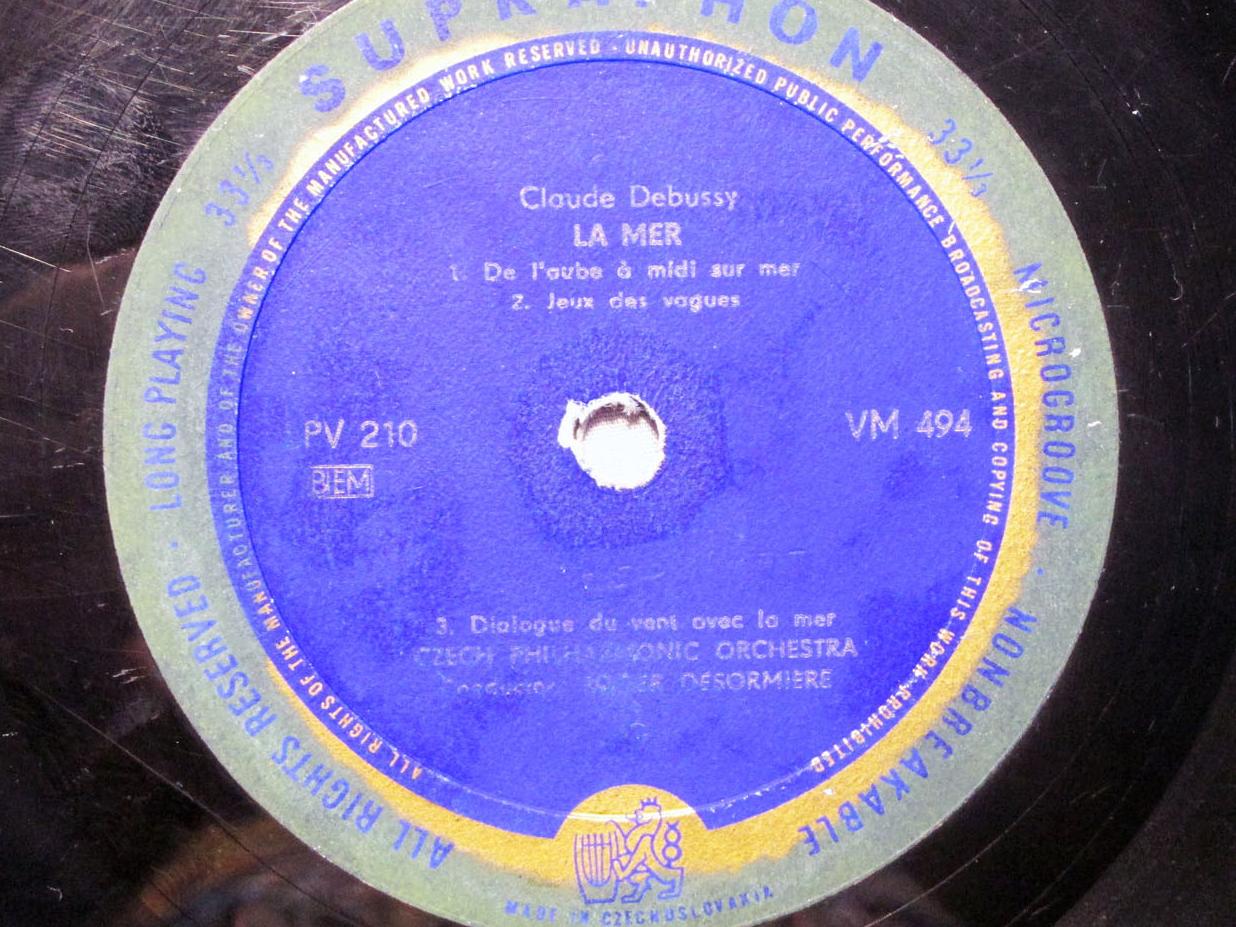 SUPRAPHON
33⅓
33⅓
LONG PLAYING
MICROGROOVE · NONBREAKABLE
ALL RIGHTS RESERVED ·
ALL RIGHTS OF THE MANUFACTURER AND OF THE OWNER OF THE MANUFACTURED WORK RESERVED · UNAUTHORIZED PUBLIC PERFORMANCE BROADCASTING AND COPYING OF THIS WORK PROHIBITED
Claude Debussy
LA MER
1. De l'aube à midi sur mer
2. Jeux des vagues
PV 210
VM 494
BIEM
3. Dialogue du vent avec la mer
CZECH PHILHARMONIC ORCHESTRA
Conductor DESORMIERE
MADE IN CZECHOSLOVAKIA